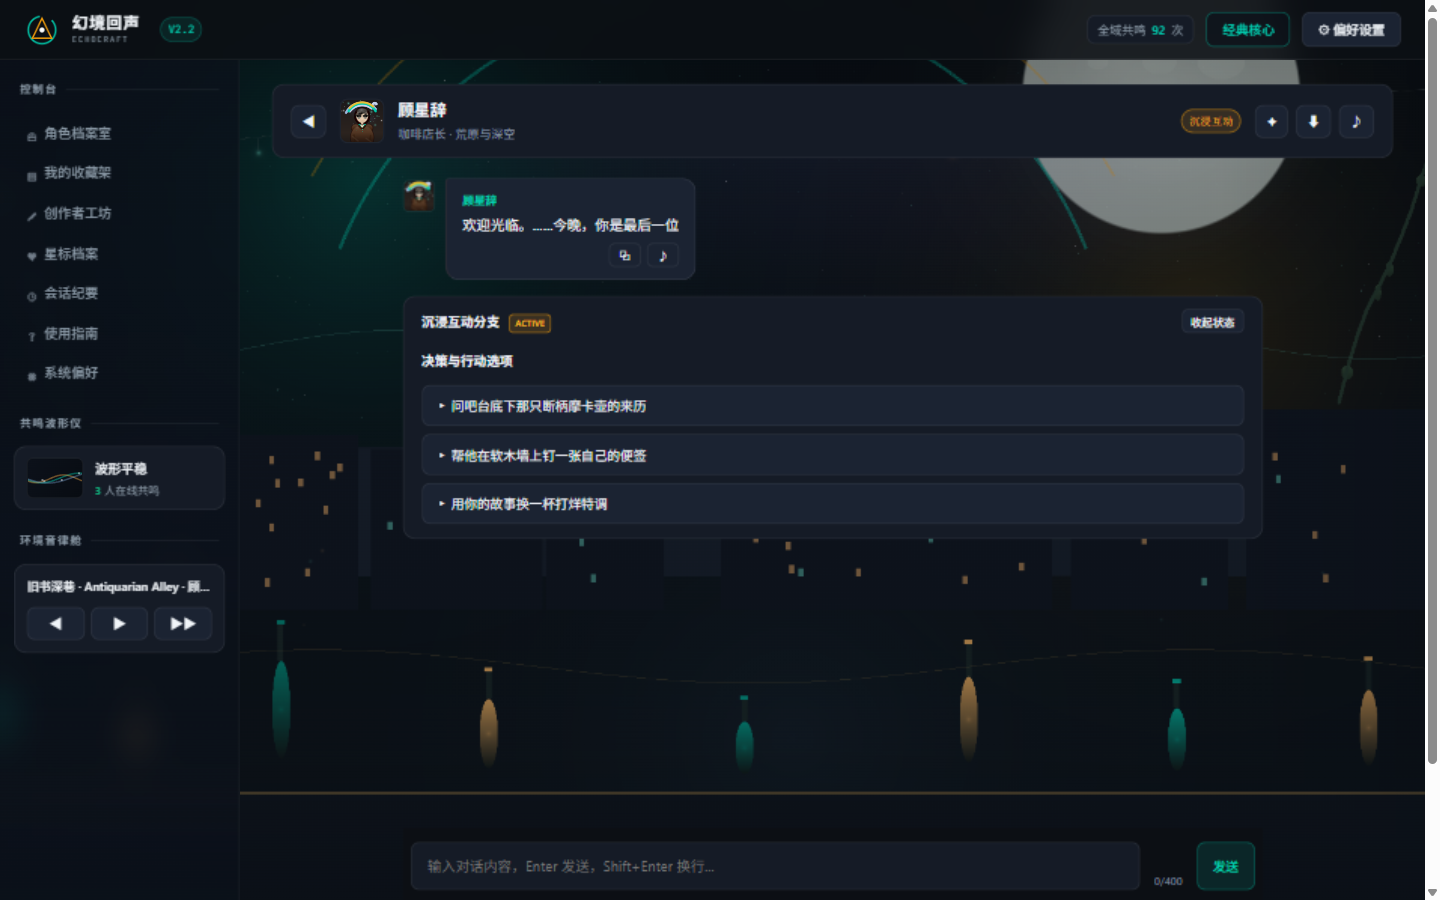 幻境回声
ECHOCRAFT
V2.2
全域共鸣 92 次
经典核心
偏好设置
控制台
角色档案室
我的收藏架
创作者工坊
星标档案
会话纪要
使用指南
系统偏好
共鸣波形仪
波形平稳
3 人在线共鸣
环境音律舱
旧书深巷 - Antiquarian Alley - 顾...
顾星辞
咖啡店长 · 荒原与深空
沉浸互动
顾星辞
欢迎光临。……今晚，你是最后一位
沉浸互动分支
ACTIVE
收起状态
决策与行动选项
问吧台底下那只断柄摩卡壶的来历
帮他在软木墙上钉一张自己的便签
用你的故事换一杯打烊特调
输入对话内容，Enter 发送，Shift+Enter 换行...
0/400
发送